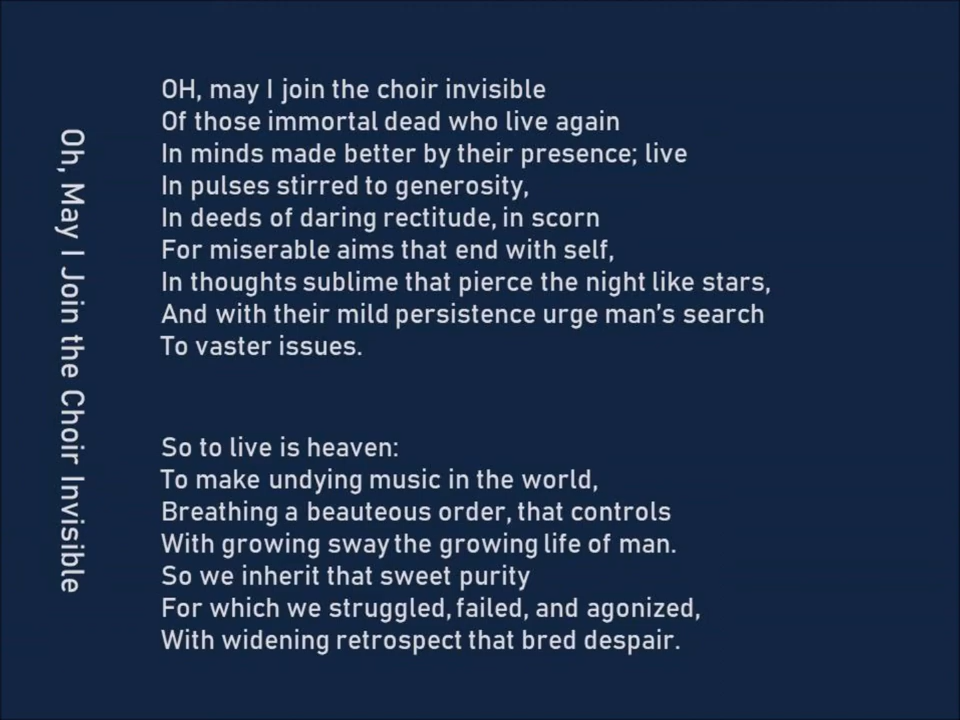 Oh, May I Join the Choir Invisible
OH, may I join the choir invisible
Of those immortal dead who live again
In minds made better by their presence; live
In pulses stirred to generosity,
In deeds of daring rectitude, in scorn
For miserable aims that end with self,
In thoughts sublime that pierce the night like stars,
And with their mild persistence urge man's search
To vaster issues.
So to live is heaven:
To make undying music in the world,
Breathing a beauteous order, that controls
With growing sway the growing life of man.
So we inherit that sweet purity
For which we struggled, failed, and agonized,
With widening retrospect that bred despair.